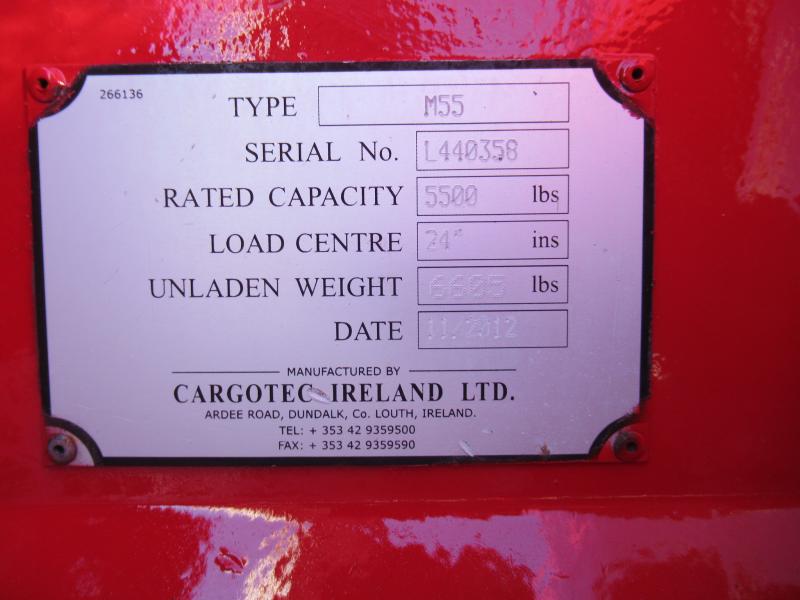 266136
TYPE M55
SERIAL No. L440358
RATED CAPACITY 5500 lbs
LOAD CENTRE 24" ins
UNLADEN WEIGHT 6605 lbs
DATE 11/2012
MANUFACTURED BY
CARGOTEC IRELAND LTD.
ARDEE ROAD, DUNDALK, Co. LOUTH, IRELAND.
TEL: + 353 42 9359500
FAX: + 353 42 9359590